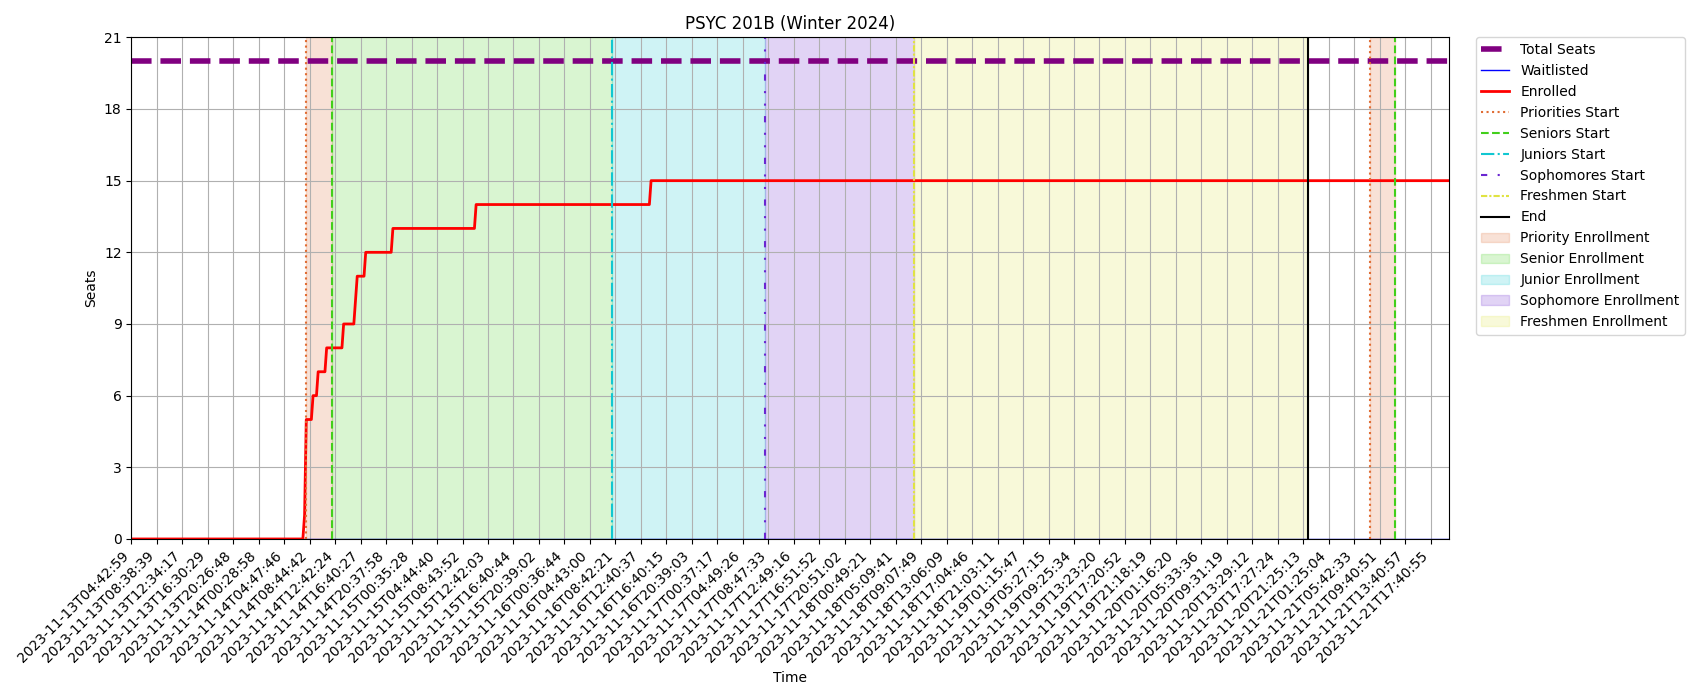 PSYC 201B (Winter 2024)
21
18
15
12
9
6
3
0
Seats
2023-11-13T04:42:59
2023-11-13T08:38:39
2023-11-13T12:34:17
2023-11-13T16:30:29
2023-11-13T20:26:48
2023-11-14T00:28:58
2023-11-14T04:47:46
2023-11-14T08:44:42
2023-11-14T12:42:24
2023-11-14T16:40:27
2023-11-14T20:37:58
2023-11-15T00:35:28
2023-11-15T04:44:40
2023-11-15T08:43:52
2023-11-15T12:42:03
2023-11-15T16:40:44
2023-11-15T20:39:02
2023-11-16T00:36:44
2023-11-16T04:43:00
2023-11-16T08:42:21
2023-11-16T12:40:37
2023-11-16T16:40:15
2023-11-16T20:39:03
2023-11-17T00:37:17
2023-11-17T04:49:26
2023-11-17T08:47:33
2023-11-17T12:49:16
2023-11-17T16:51:52
2023-11-17T20:51:02
2023-11-18T00:49:21
2023-11-18T05:09:41
2023-11-18T09:07:49
2023-11-18T13:06:09
2023-11-18T17:04:46
2023-11-18T21:03:11
2023-11-19T01:15:47
2023-11-19T05:27:15
2023-11-19T09:25:34
2023-11-19T13:23:20
2023-11-19T17:20:52
2023-11-19T21:18:19
2023-11-20T01:16:20
2023-11-20T05:33:36
2023-11-20T09:31:19
2023-11-20T13:29:12
2023-11-20T17:27:24
2023-11-20T21:25:13
2023-11-21T01:25:04
2023-11-21T05:42:33
2023-11-21T09:40:51
2023-11-21T13:40:57
2023-11-21T17:40:55
Time
Total Seats
Waitlisted
Enrolled
Priorities Start
Seniors Start
Juniors Start
Sophomores Start
Freshmen Start
End
Priority Enrollment
Senior Enrollment
Junior Enrollment
Sophomore Enrollment
Freshmen Enrollment